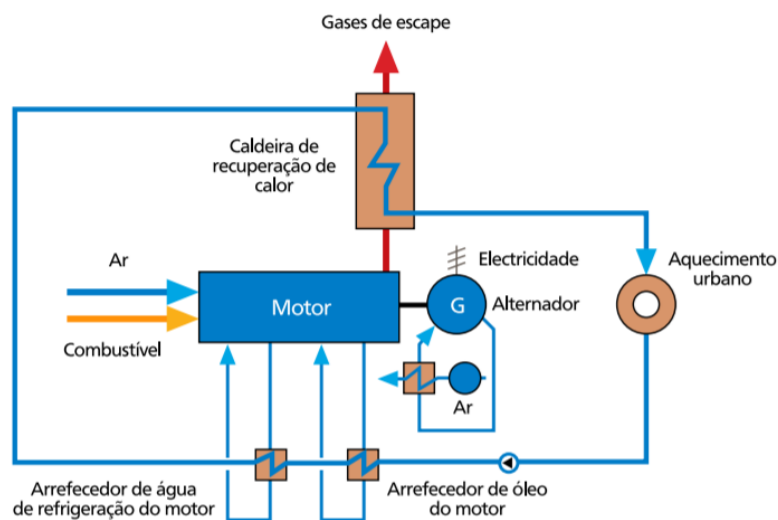 Gases de escape
Caldeira de
recuperação de
calor
Ar
Electricidade
Aquecimento
urbano
Motor
G
Alternador
Combustível
Ar
Arrefecedor de água
de refrigeração do motor
Arrefecedor de óleo
do motor